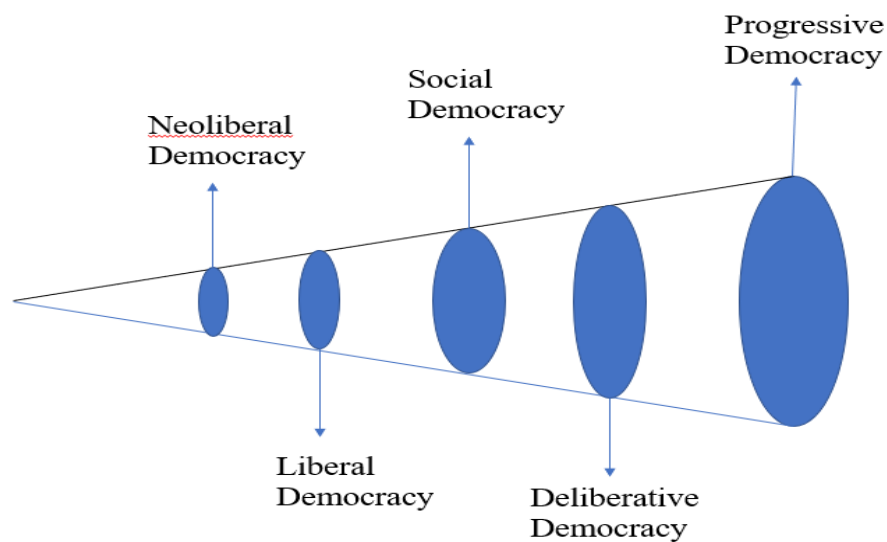 Neoliberal
Democracy
Liberal
Democracy
Social
Democracy
Deliberative
Democracy
Progressive
Democracy